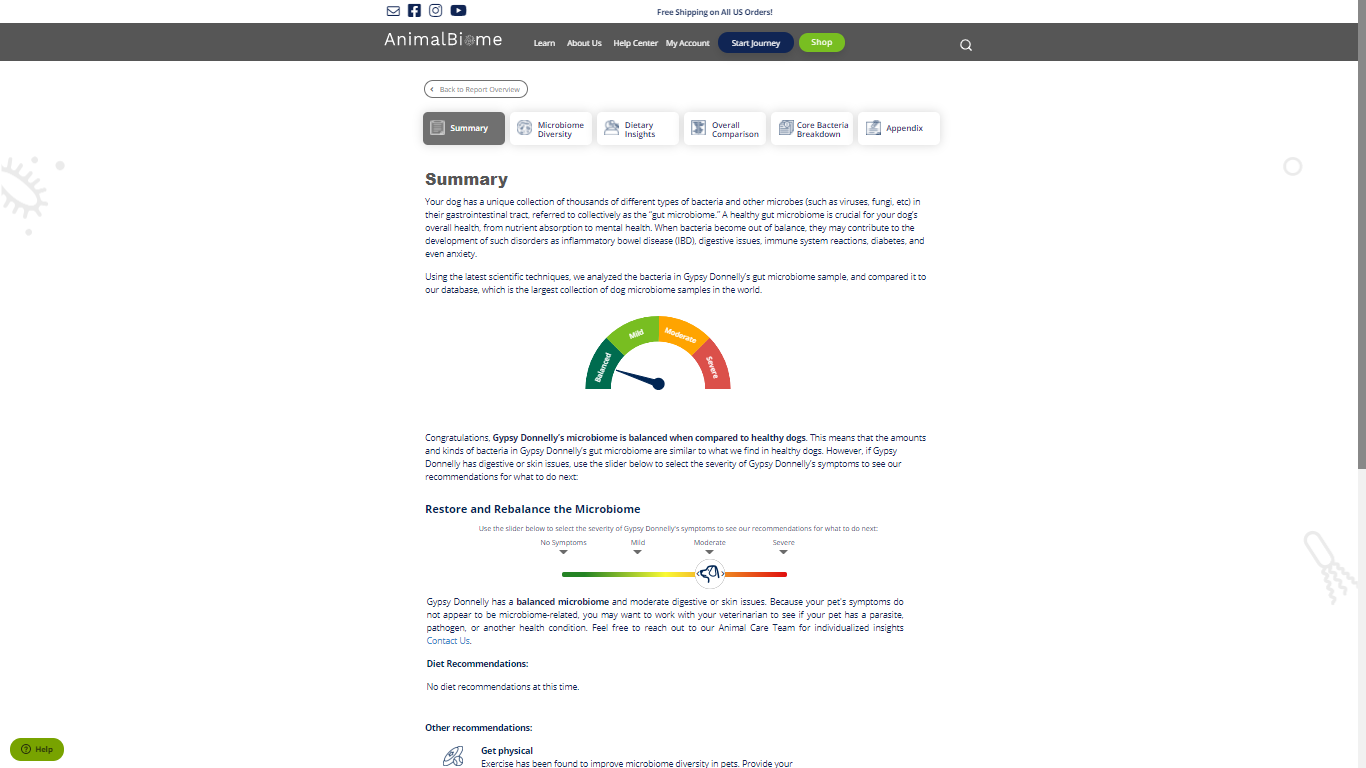 Free Shipping on All US Orders!
AnimalBiome
Learn
About Us
Help Center
My Account
Start Journey
Shop
Back to Report Overview
Summary
Microbiome
Diversity
Dietary
Insights
Overall
Comparison
Core Bacteria
Breakdown
Appendix
Summary
Your dog has a unique collection of thousands of different types of bacteria and other microbes (such as viruses, fungi, etc) in
their gastrointestinal tract, referred to collectively as the "gut microbiome." A healthy gut microbiome is crucial for your dog's
overall health, from nutrient absorption to mental health. When bacteria become out of balance, they may contribute to the
development of such disorders as inflammatory bowel disease (IBD), digestive issues, immune system reactions, diabetes, and
even anxiety.
Using the latest scientific techniques, we analyzed the bacteria in Gypsy Donnelly's gut microbiome sample, and compared it to
our database, which is the largest collection of dog microbiome samples in the world.
Balanced
Mild
Moderate
Severe
Congratulations, Gypsy Donnelly's microbiome is balanced when compared to healthy dogs. This means that the amounts
and kinds of bacteria in Gypsy Donnelly's gut microbiome are similar to what we find in healthy dogs. However, if Gypsy
Donnelly has digestive or skin issues, use the slider below to select the severity of Gypsy Donnelly's symptoms to see our
recommendations for what to do next:
Restore and Rebalance the Microbiome
Use the slider below to select the severity of Gypsy Donnelly's symptoms to see our recommendations for what to do next:
No Symptoms
Mild
Moderate
Severe
Gypsy Donnelly has a balanced microbiome and moderate digestive or skin issues. Because your pet's symptoms do
not appear to be microbiome-related, you may want to work with your veterinarian to see if your pet has a parasite,
pathogen, or another health condition. Feel free to reach out to our Animal Care Team for individualized insights
Contact Us.
Diet Recommendations:
No diet recommendations at this time.
Other recommendations:
Get physical
Exercise has been found to improve microbiome diversity in pets. Provide your
Help